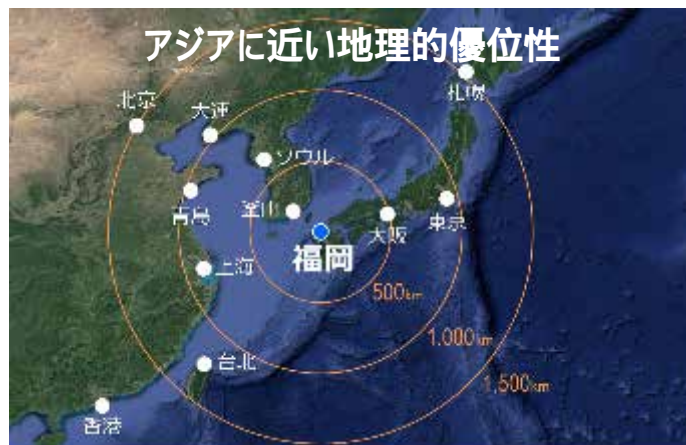 アジアに近い地理的優位性
札幌
北京
大連
ソウル
青島
釜山
大阪
東京
福岡
上海
500km
1,000km
台北
1,500km
香港